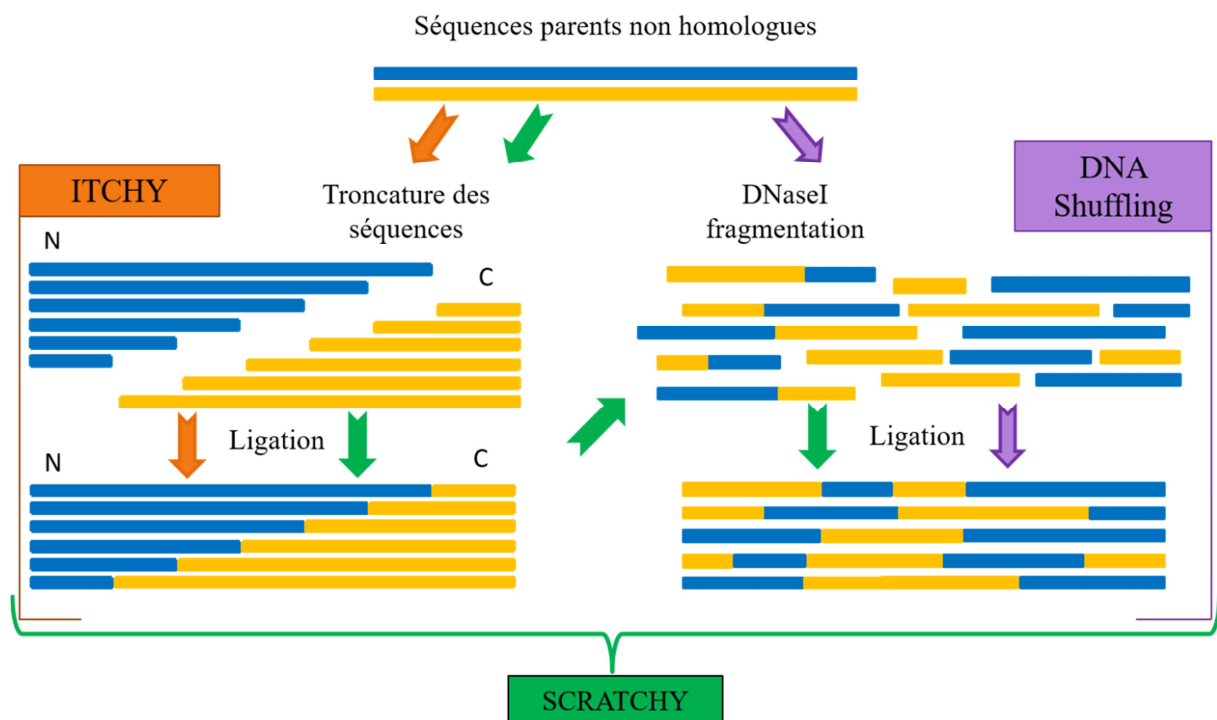 Séquences parents non homologues
ITCHY
Troncature des
séquences
DNaseI
fragmentation
DNA
Shuffling
N
C
Ligation
N
C
Ligation
SCRATCHY